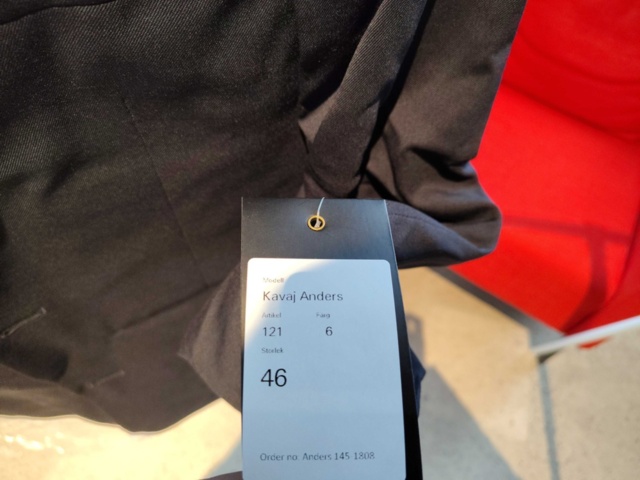 Modell
Kavaj Anders
Artikel Färg
121 6
Storlek
46
Order no. Anders 145-1808